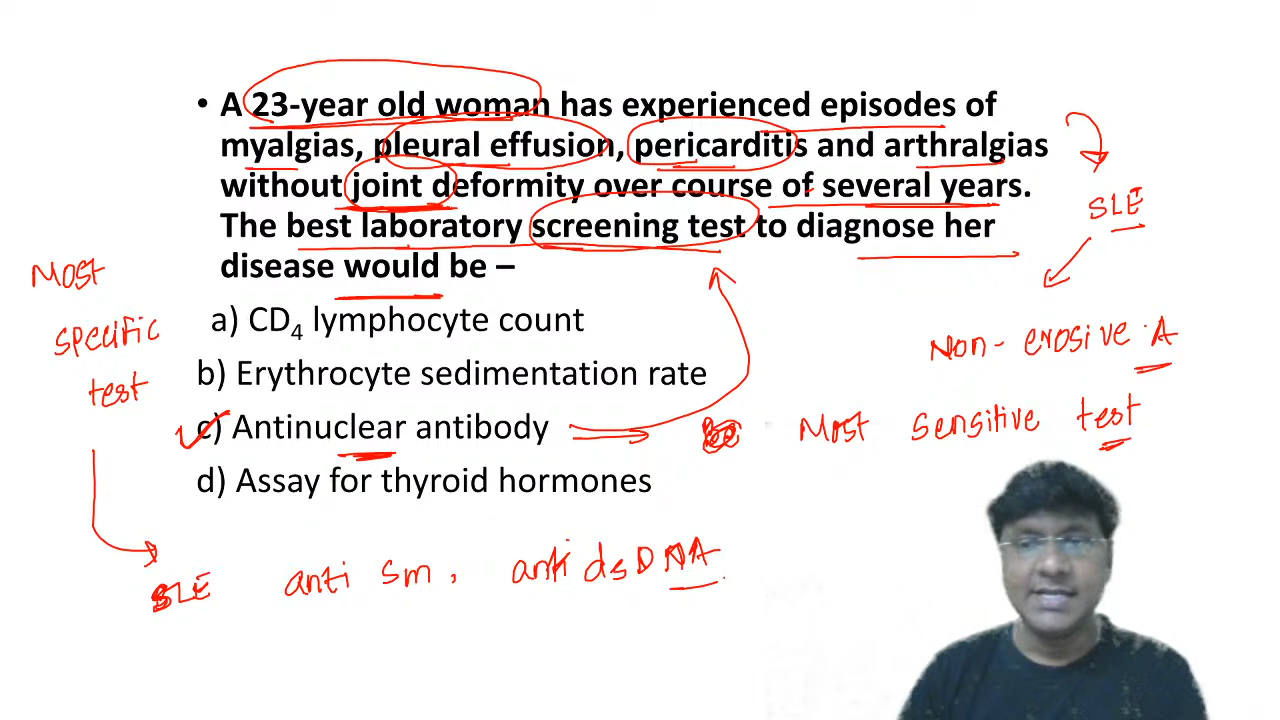 • A 23-year old woman has experienced episodes of
myalgias, pleural effusion, pericarditis and arthralgias
without joint deformity over course of several years.
The best laboratory screening test to diagnose her
disease would be –
a) CD4 lymphocyte count
b) Erythrocyte sedimentation rate
c) Antinuclear antibody
d) Assay for thyroid hormones
SLE
Non-erosive A
Most sensitive test
Most
specific
test
SLE anti Sm, anti dsDNA